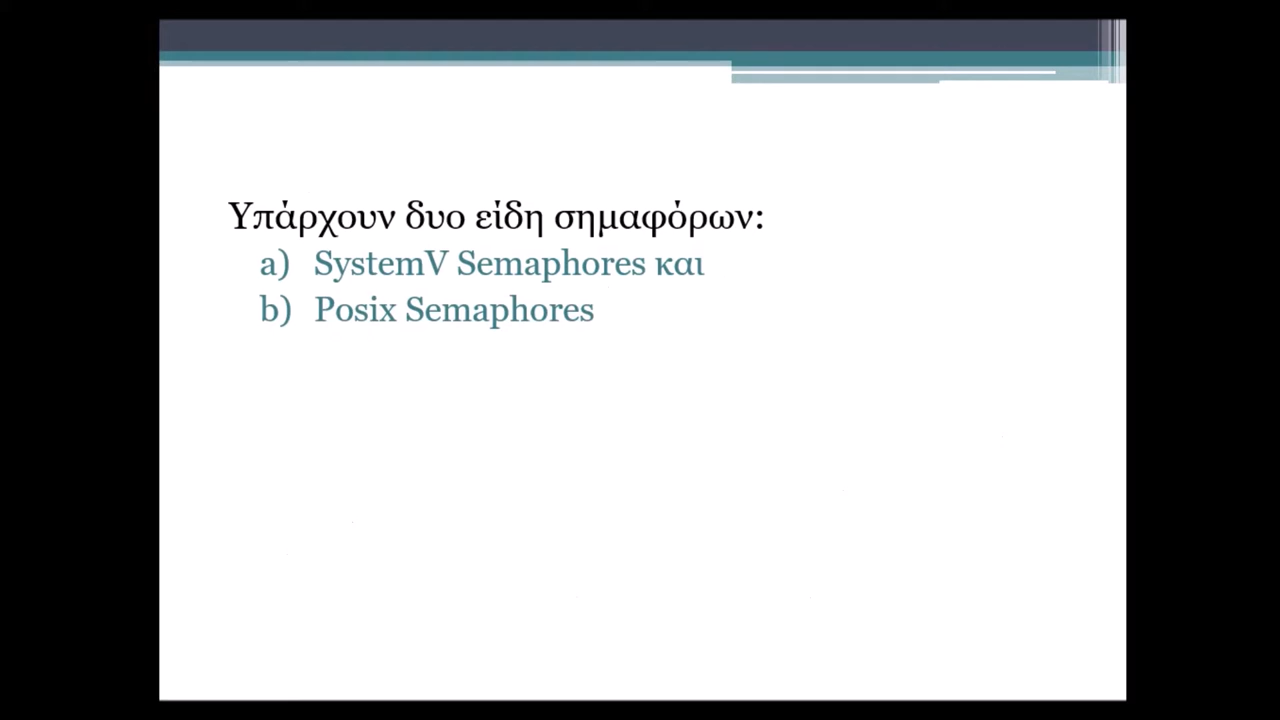 Υπάρχουν δυο είδη σημαφόρων:
a) SystemV Semaphores και
b) Posix Semaphores